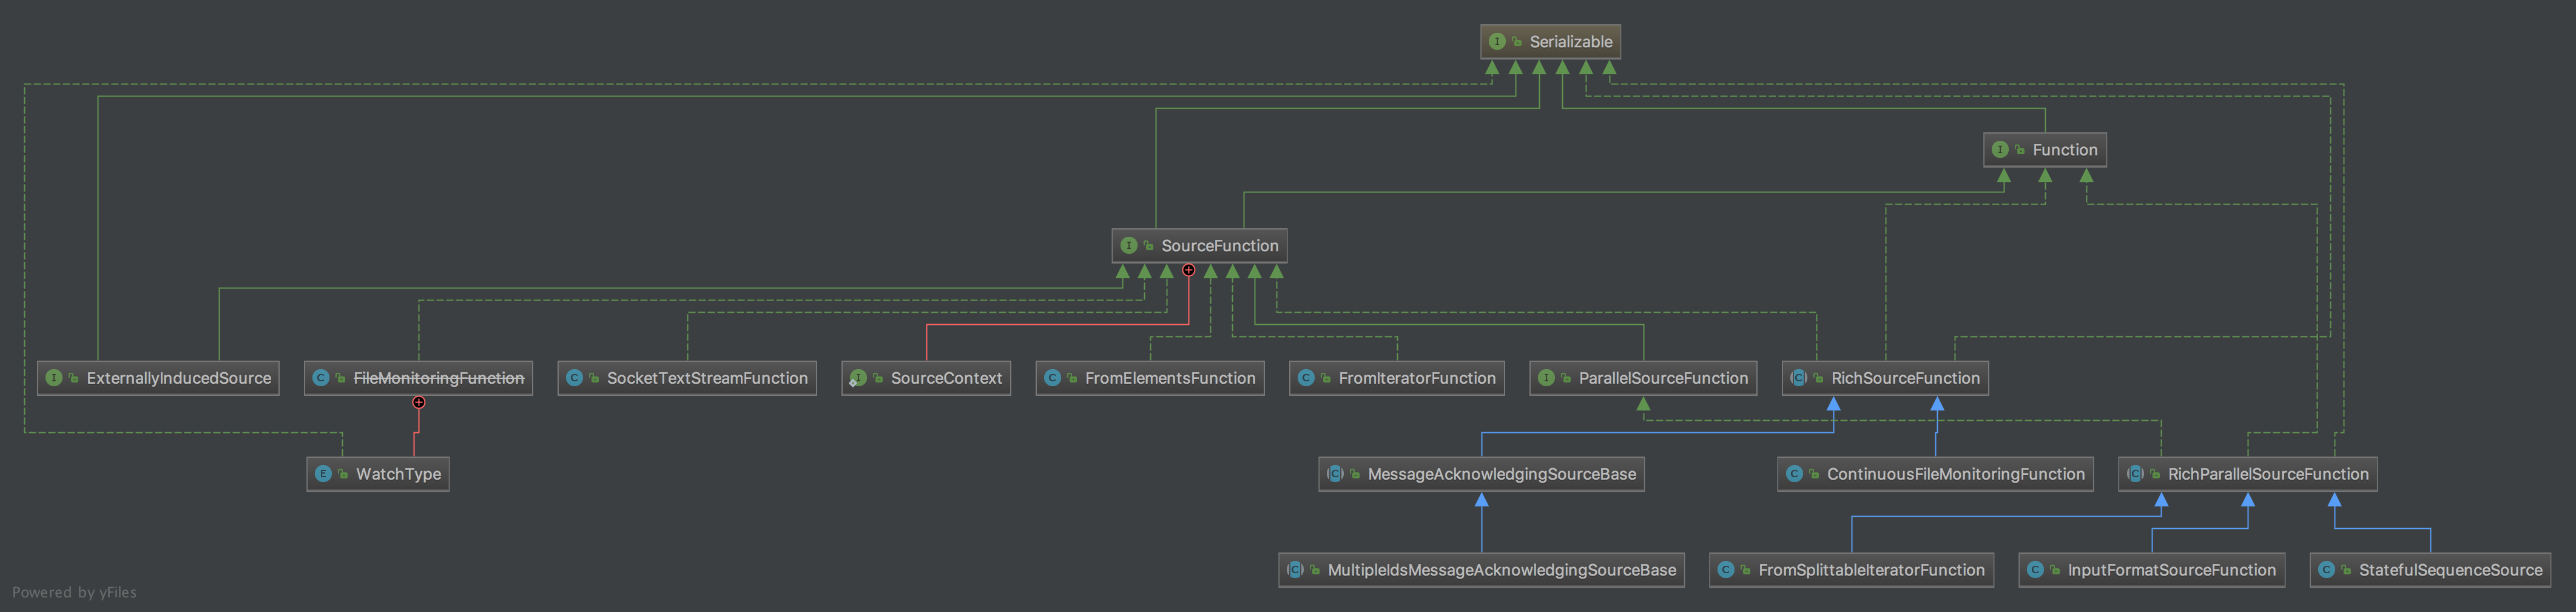 Serializable
Function
SourceFunction
ExternallyInducedSource
FileMonitoringFunction
SocketTextStreamFunction
SourceContext
FromElementsFunction
FromIteratorFunction
ParallelSourceFunction
RichSourceFunction
WatchType
MessageAcknowledgingSourceBase
ContinuousFileMonitoringFunction
RichParallelSourceFunction
MultipleIdsMessageAcknowledgingSourceBase
FromSplittableIteratorFunction
InputFormatSourceFunction
StatefulSequenceSource
Powered by yFiles